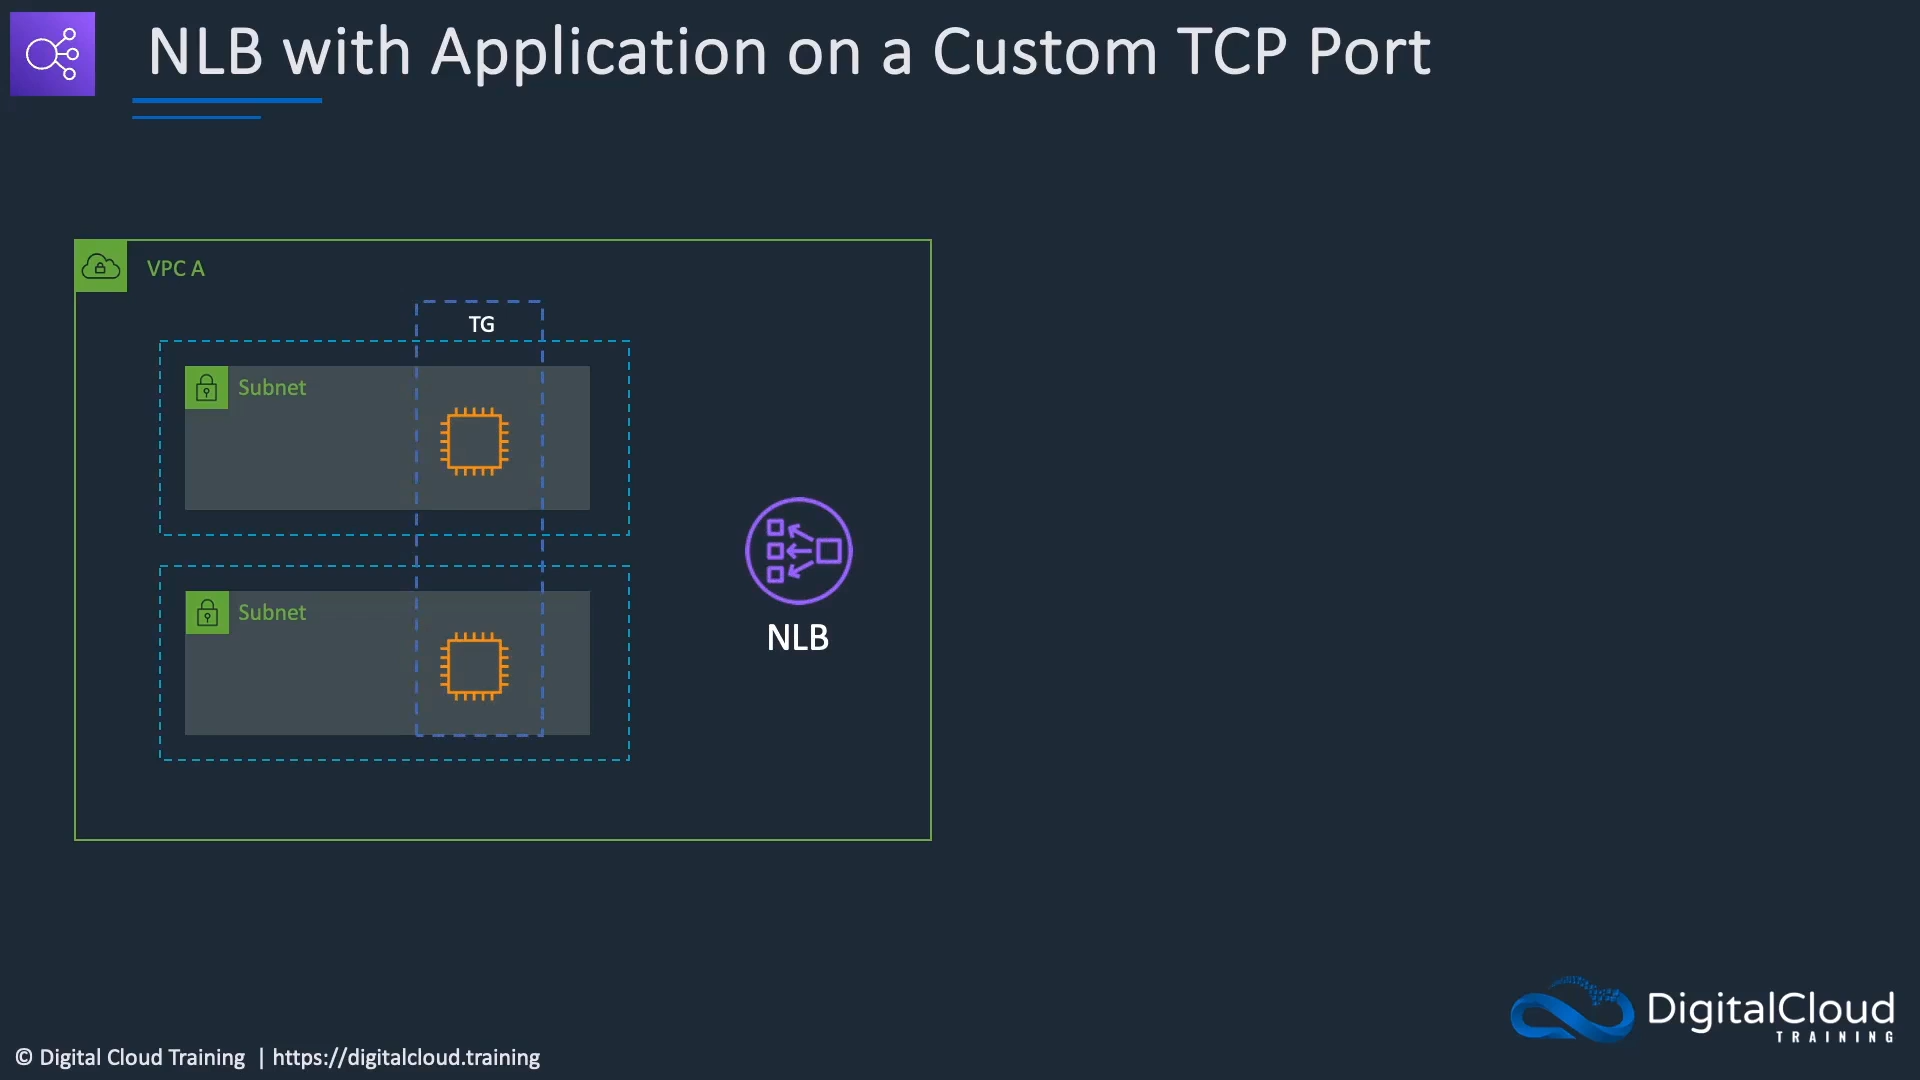 NLB with Application on a Custom TCP Port
VPC A
TG
Subnet
Subnet
NLB
DigitalCloud
TRAINING
© Digital Cloud Training | https://digitalcloud.training